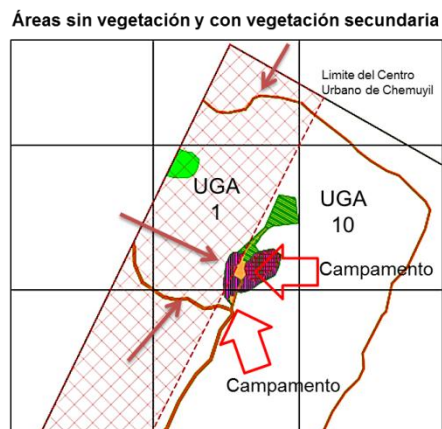 Áreas sin vegetación y con vegetación secundaria
Limite del Centro
Urbano de Chemuyil
UGA
1
UGA
10
Campamento
Campamento